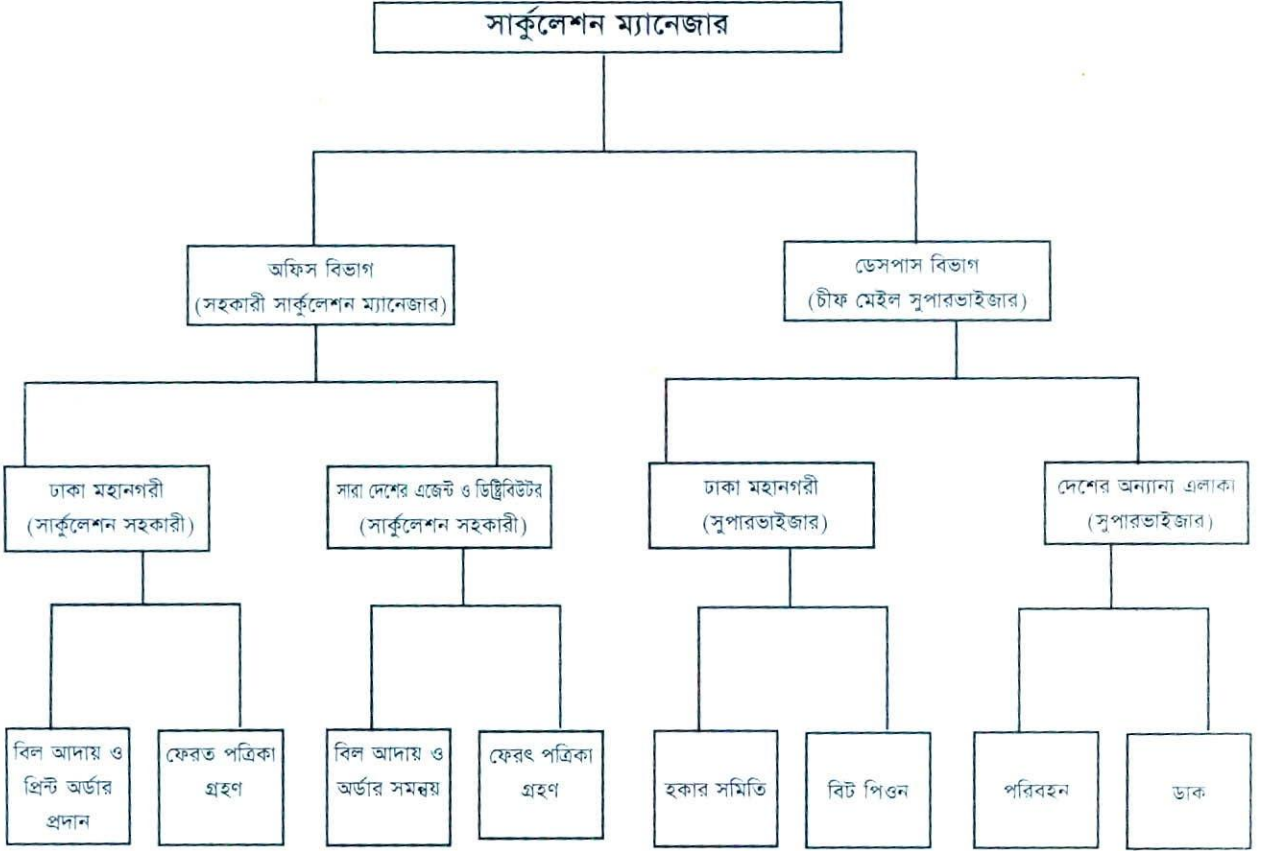 সার্কুলেশন ম্যানেজার
অফিস বিভাগ
(সহকারী সার্কুলেশন ম্যানেজার)
ডেসপাস বিভাগ
(চীফ মেইল সুপারভাইজার)
ঢাকা মহানগরী
(সার্কুলেশন সহকারী)
সারা দেশের এজেন্ট ও ডিষ্ট্রিবিউটর
(সার্কুলেশন সহকারী)
ঢাকা মহানগরী
(সুপারভাইজার)
দেশের অন্যান্য এলাকা
(সুপারভাইজার)
বিল আদায় ও
প্রিন্ট অর্ডার
প্রদান
ফেরত পত্রিকা
গ্রহণ
বিল আদায় ও
অর্ডার সমন্বয়
ফেরৎ পত্রিকা
গ্রহণ
হকার সমিতি
বিট পিওন
পরিবহন
ডাক